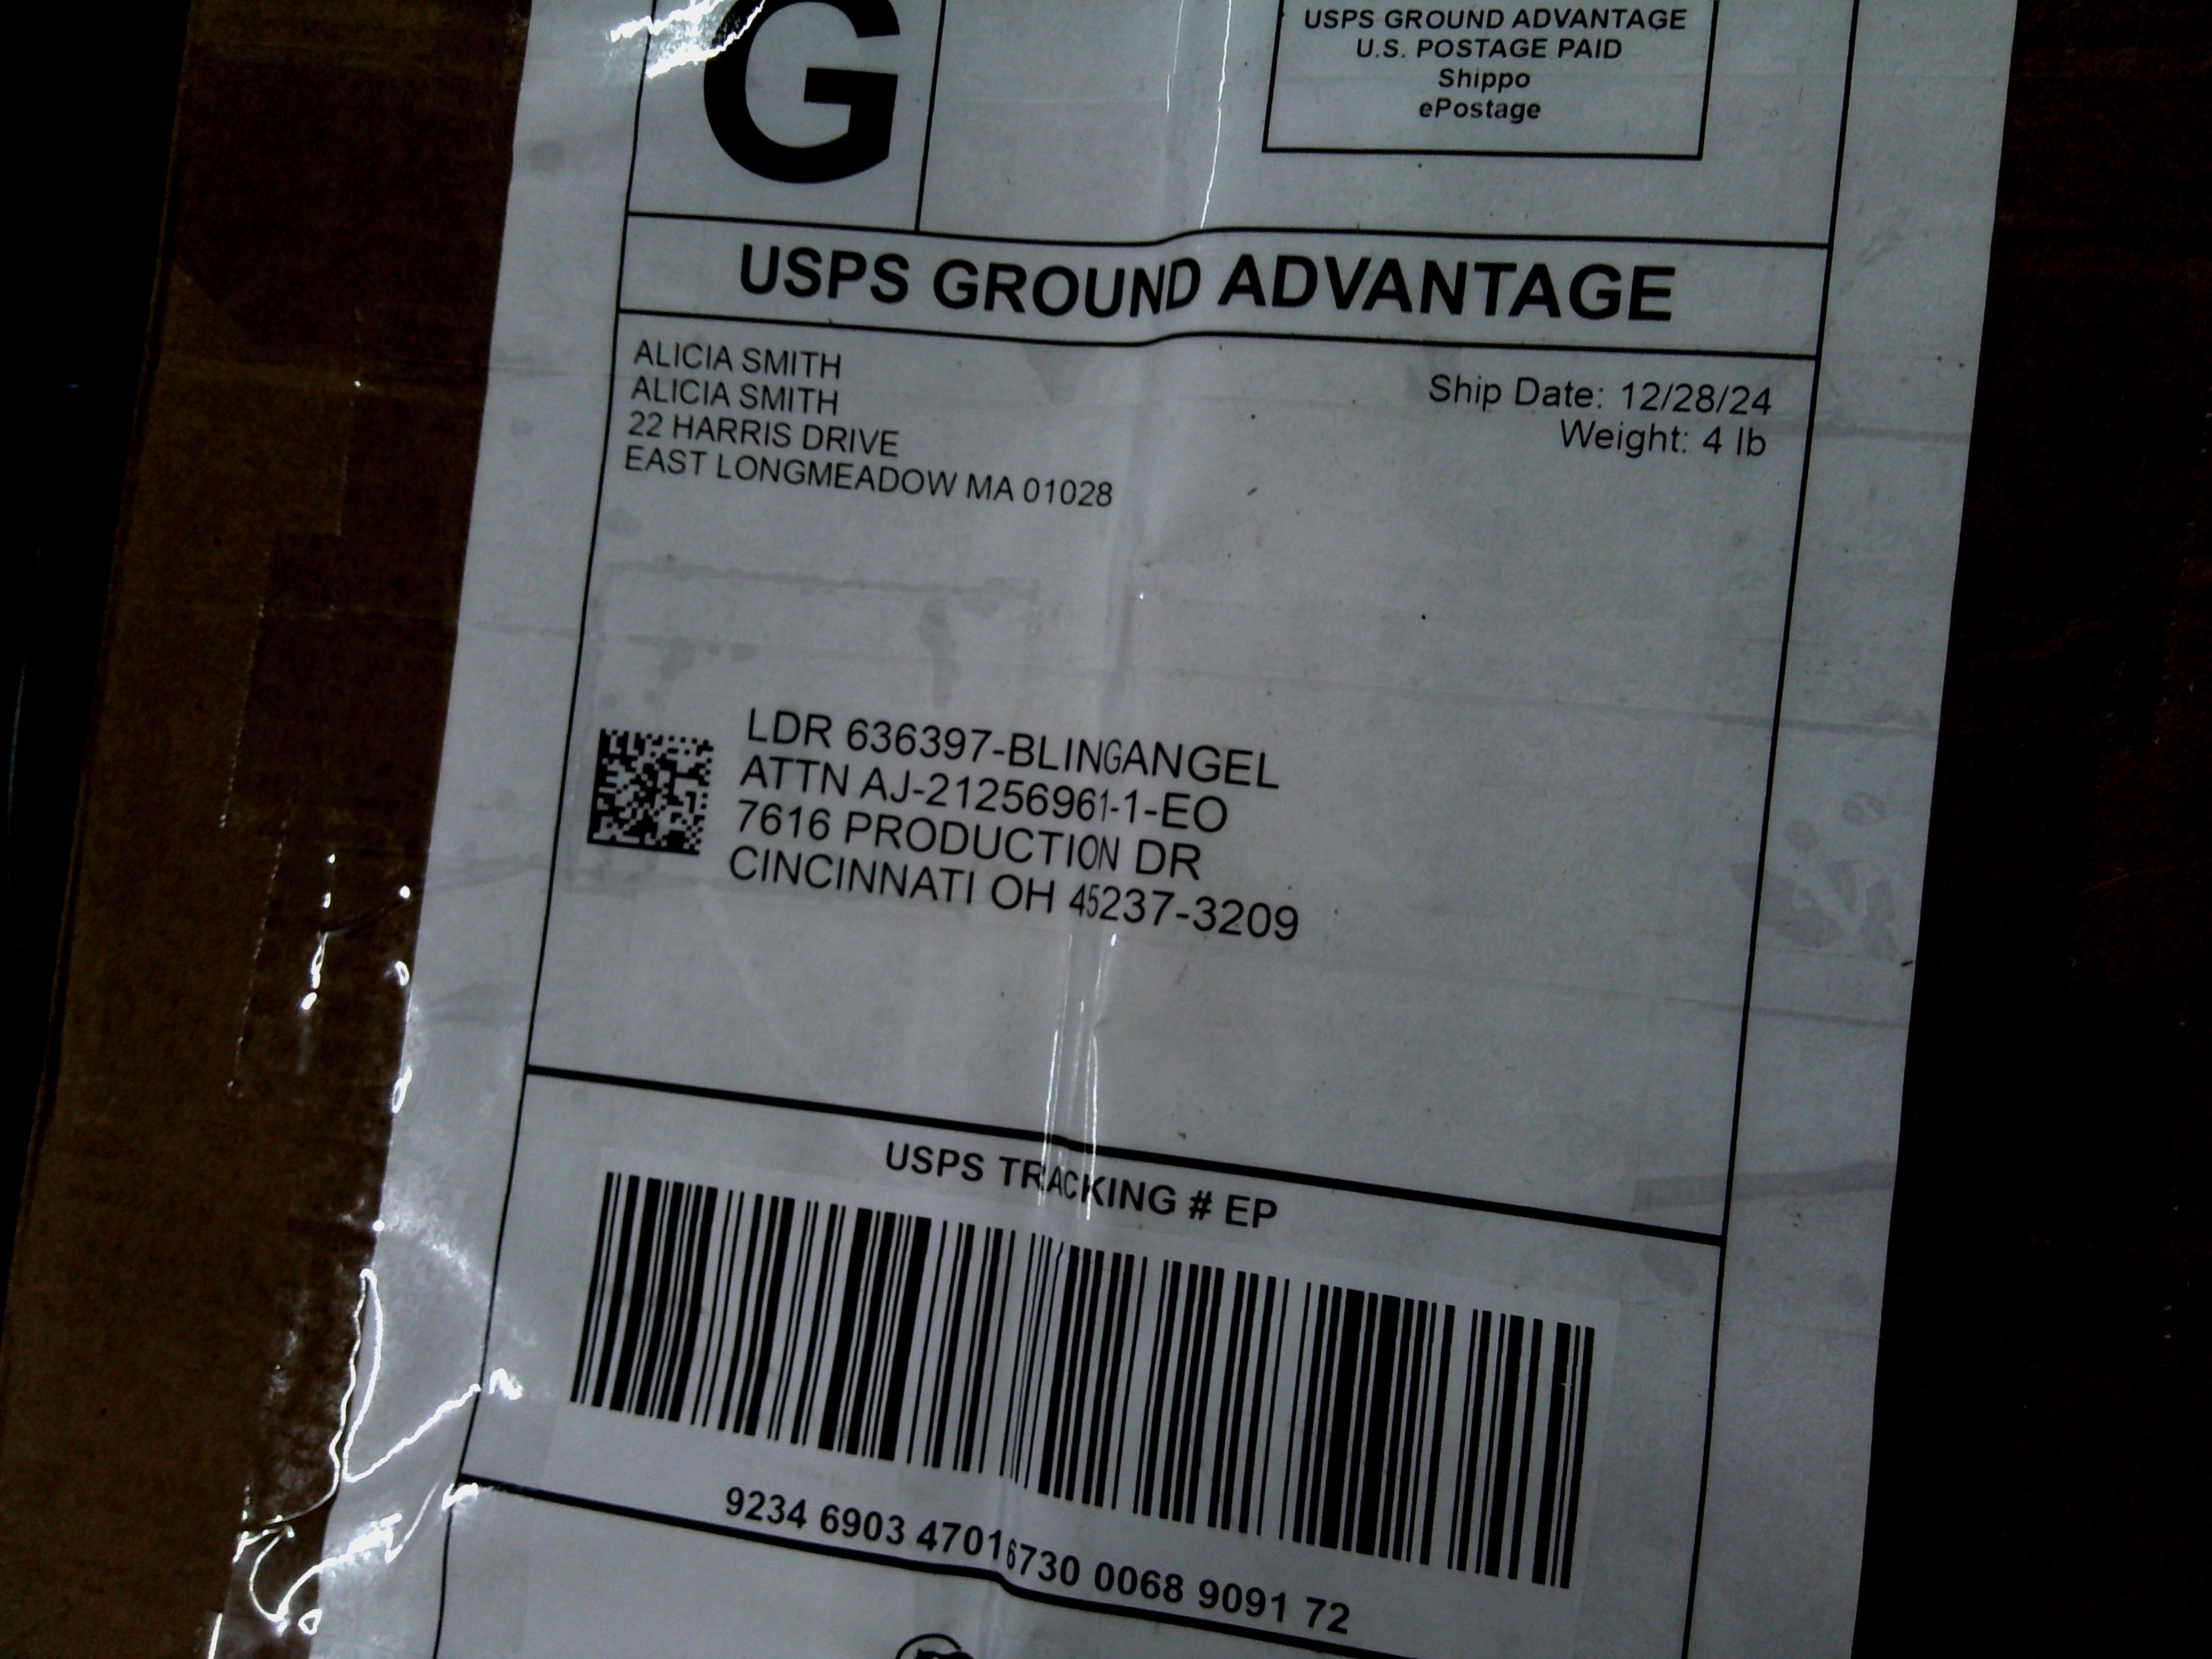 G
USPS GROUND ADVANTAGE
U.S. POSTAGE PAID
Shippo
ePostage
USPS GROUND ADVANTAGE
ALICIA SMITH
ALICIA SMITH
22 HARRIS DRIVE
EAST LONGMEADOW MA 01028
Ship Date: 12/28/24
Weight: 4 lb
LDR 636397-BLINGANGEL
ATTN AJ-21256961-1-EO
7616 PRODUCTION DR
CINCINNATI OH 45237-3209
USPS TRACKING # EP
9234 6903 4701 6730 0068 9091 72